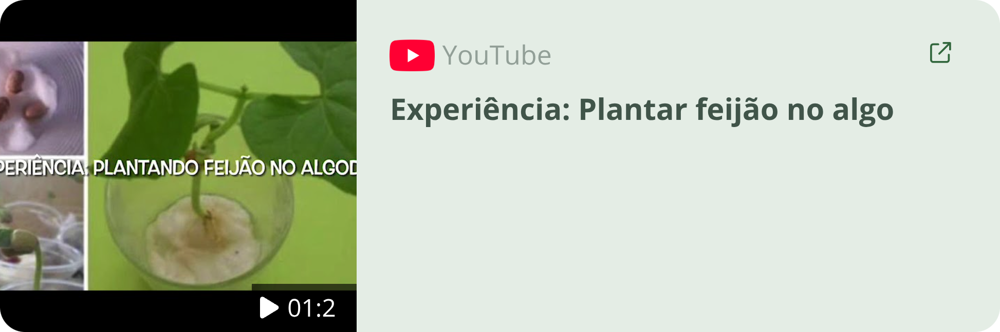 PERIÊNCIA: PLANTANDO FEIJÃO NO ALGOD
01:2
YouTube
Experiência: Plantar feijão no algo